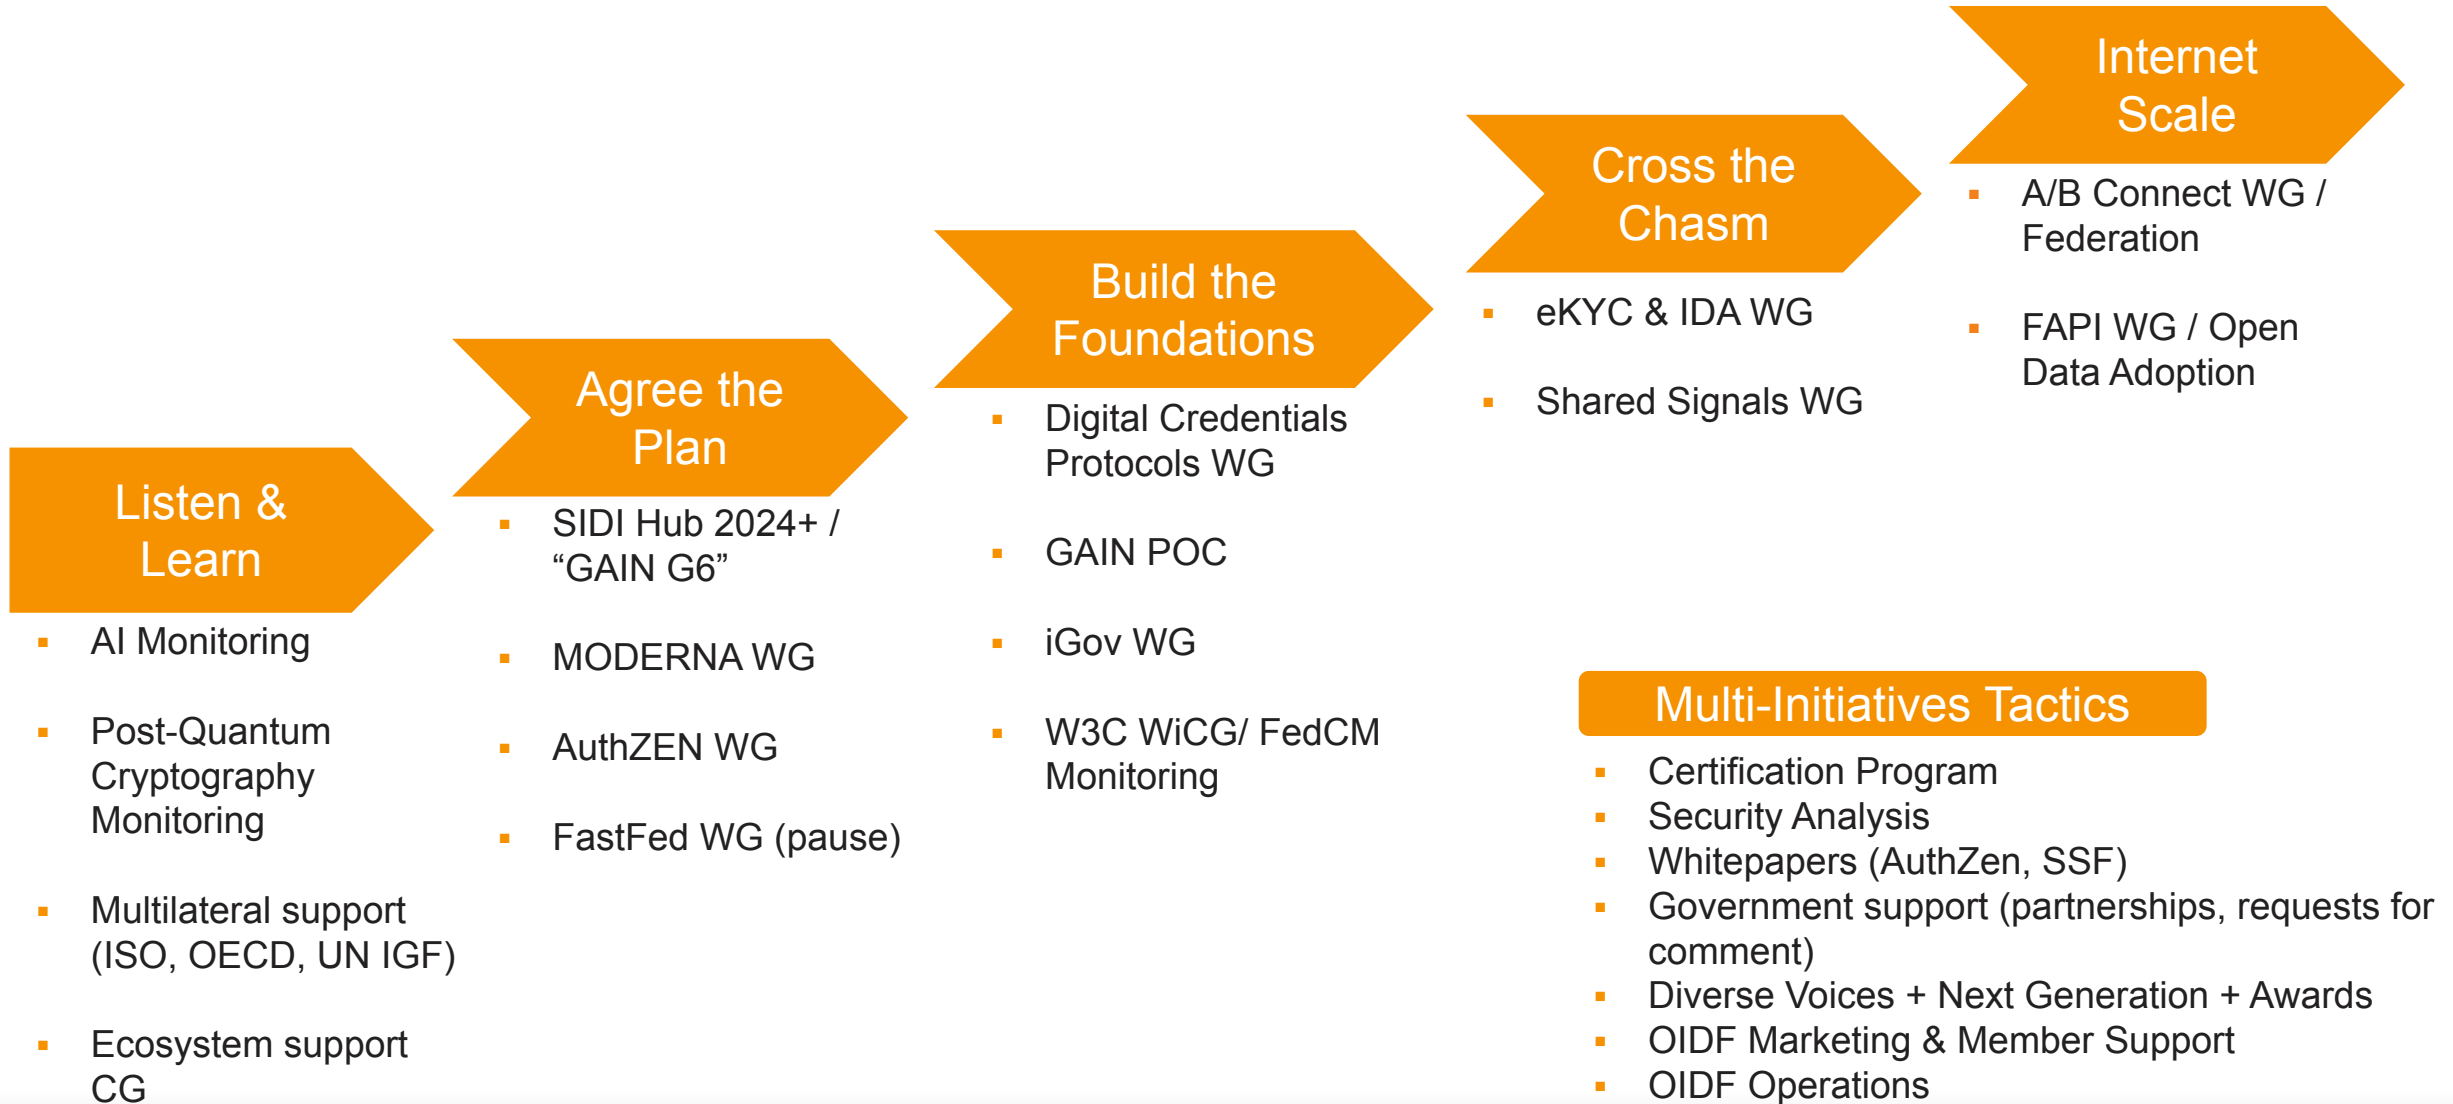 Listen &
Learn
AI Monitoring
Post-Quantum
Cryptography
Monitoring
Multilateral support
(ISO, OECD, UN IGF)
Ecosystem support
CG
Agree the
Plan
SIDI Hub 2024+ /
“GAIN G6”
MODERNA WG
AuthZEN WG
FastFed WG (pause)
Build the
Foundations
Digital Credentials
Protocols WG
GAIN POC
iGov WG
W3C WiCG/ FedCM
Monitoring
Cross the
Chasm
eKYC & IDA WG
Shared Signals WG
Internet
Scale
A/B Connect WG /
Federation
FAPI WG / Open
Data Adoption
Multi-Initiatives Tactics
Certification Program
Security Analysis
Whitepapers (AuthZen, SSF)
Government support (partnerships, requests for
comment)
Diverse Voices + Next Generation + Awards
OIDF Marketing & Member Support
OIDF Operations